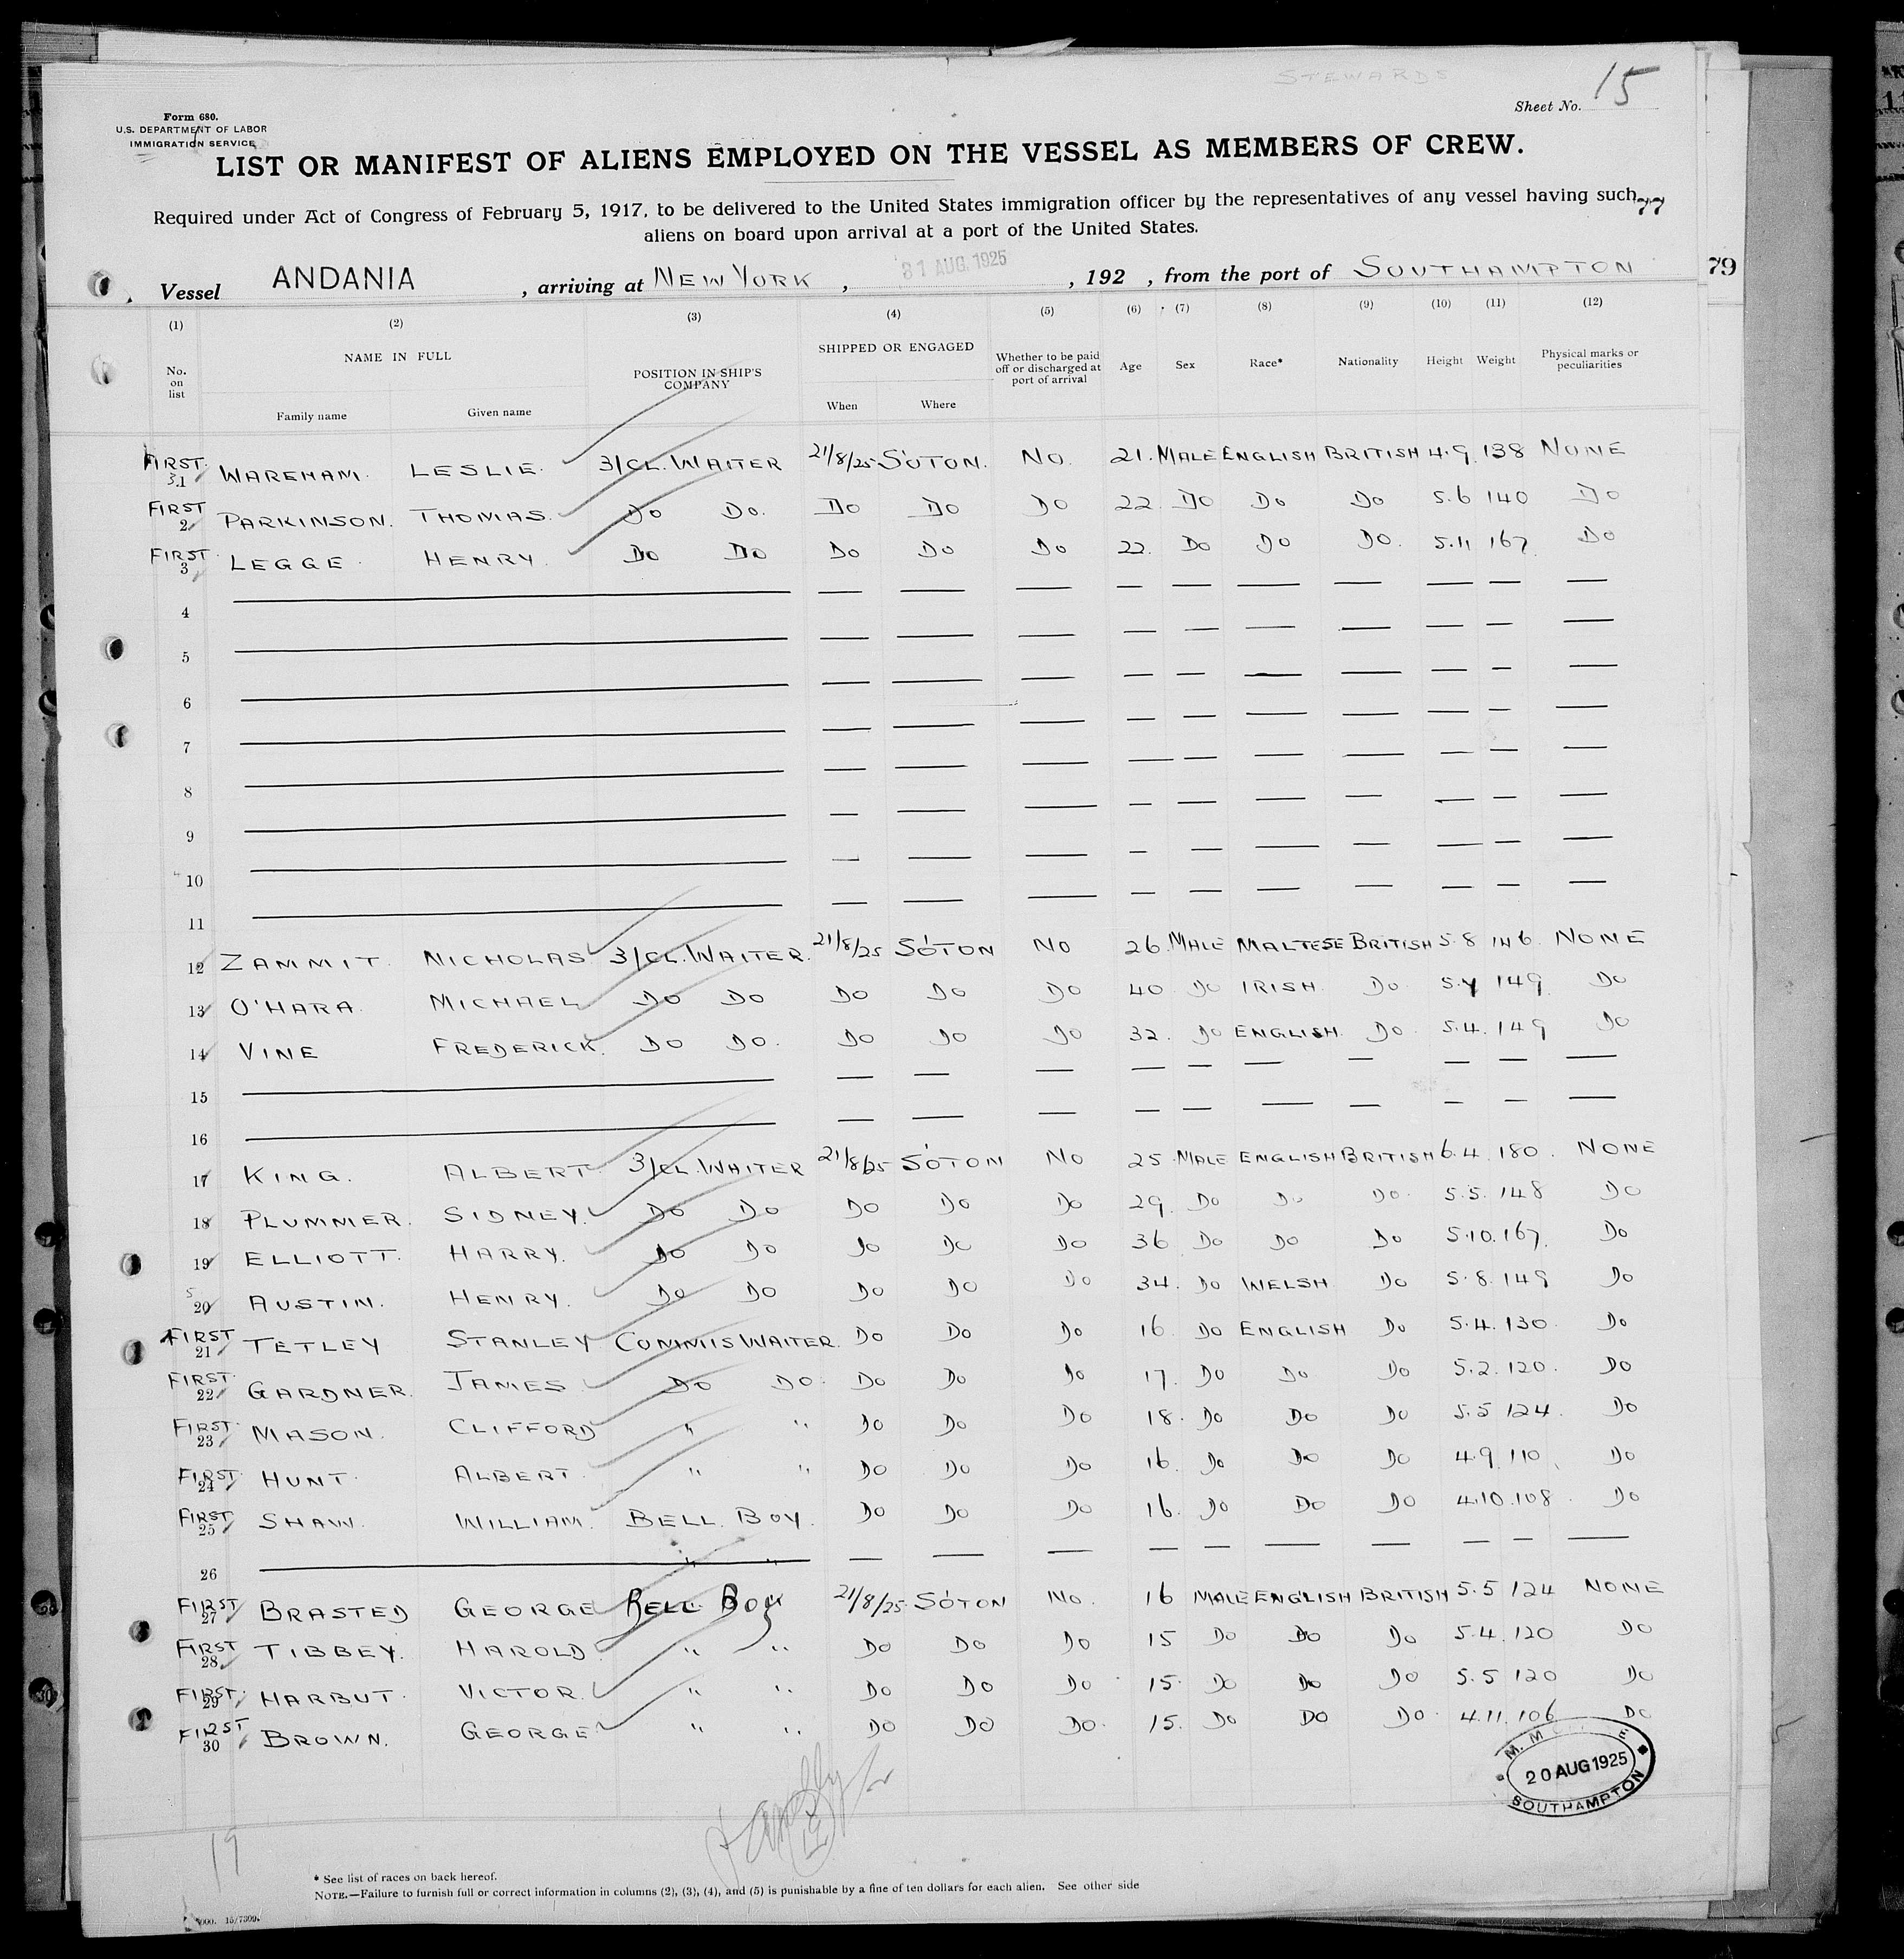 STEWARDS
Sheet No. 15
Form 680.
U.S. DEPARTMENT OF LABOR
IMMIGRATION SERVICE
LIST OR MANIFEST OF ALIENS EMPLOYED ON THE VESSEL AS MEMBERS OF CREW.
Required under Act of Congress of February 5, 1917, to be delivered to the United States immigration officer by the representatives of any vessel having such
aliens on board upon arrival at a port of the United States.
77
79
Vessel ANDANIA, arriving at NEW YORK, 31 AUG. 1925, 192 , from the port of SOUTHAMPTON
(1) (2) (3) (4) (5) (6) (7) (8) (9) (10) (11) (12)
No. on list NAME IN FULL POSITION IN SHIP'S COMPANY SHIPPED OR ENGAGED Whether to be paid off or discharged at port of arrival Age Sex Race* Nationality Height Weight Physical marks or peculiarities
Family name Given name When Where
FIRST 1 WAREHAM. LESLIE. 3/CL. WAITER 21/8/25 S'OTON. NO. 21. MALE ENGLISH BRITISH 4.9. 138 NONE
FIRST 2 PARKINSON. THOMAS. DO DO. DO DO DO 22. DO DO DO 5.6 140 DO
FIRST 3 LEGGE. HENRY. DO DO DO DO DO 22. DO DO DO. 5.11 167. DO
4
5
6
7
8
9
10
11
12 ZAMMIT. NICHOLAS 3/CL. WAITER. 21/8/25 S'OTON NO 26. MALE MALTESE BRITISH 5.8 146. NONE
13 O'HARA. MICHAEL DO DO DO DO DO 40 DO IRISH. DO. 149. DO
14 VINE FREDERICK. DO DO. DO DO DO 32. DO ENGLISH. DO. 5.4. 149 DO
15
16
17 KING. ALBERT 3/CL. WAITER 21/8/25 S'OTON NO 25. MALE ENGLISH BRITISH 6.4. 180. NONE
18 PLUMMER. SIDNEY. DO DO DO DO DO 29. DO DO DO. 5.5. 148 DO
19 ELLIOTT. HARRY. DO DO DO DO DO 36 DO DO DO 5.10. 167. DO
20 AUSTIN. HENRY. DO DO DO DO DO 34. DO WELSH DO 5.8. 149 DO
FIRST 21 TETLEY STANLEY COMMIS WAITER. DO DO DO 16 DO ENGLISH DO 5.4. 130. DO
FIRST 22 GARDNER. JAMES. DO DO. DO DO DO 17. DO DO DO 5.2. 120. DO
FIRST. 23 MASON. CLIFFORD " " DO DO DO 18. DO DO DO 5.5 124. DO
FIRST. 24 HUNT. ALBERT. " " DO DO DO 16. DO DO DO 4.9. 110. DO
FIRST 25 SHAW. WILLIAM. BELL BOY. DO DO DO 16. DO DO DO 4.10. 108. DO
26 " "
FIRST 27 BRASTED GEORGE BELL BOY 21/8/25 S'OTON NO. 16 MALE ENGLISH BRITISH 5.5 124 NONE
FIRST 28 TIBBEY. HAROLD. " " DO DO DO 15 DO DO DO 5.4. 120 DO
FIRST. 29 HARBUT. VICTOR. " " DO DO DO 15. DO DO DO 5.5 120 DO
FIRST 30 BROWN. GEORGE " " DO DO DO. 15. DO DO DO. 4.11. 106 DO
20 AUG 1925
SOUTHAMPTON
19
* See list of races on back hereof.
NOTE.—Failure to furnish full or correct information in columns (2), (3), (4), and (5) is punishable by a fine of ten dollars for each alien. See other side